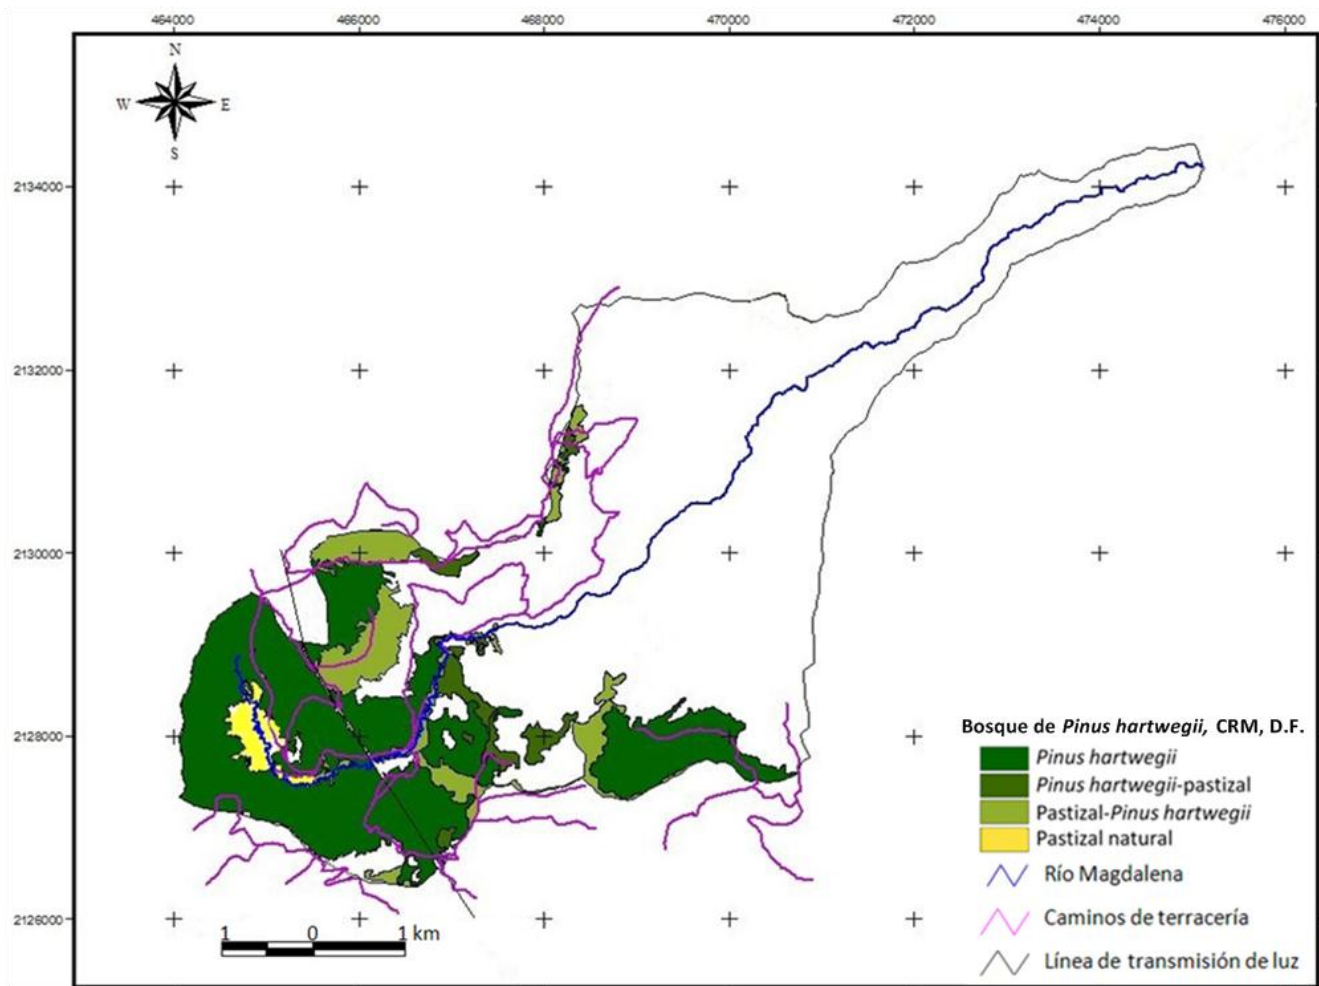 464000 466000 468000 470000 472000 474000 476000
N
W E
S
2134000
2132000
2130000
2128000
2126000
Bosque de Pinus hartwegii, CRM, D.F.
Pinus hartwegii
Pinus hartwegii-pastizal
Pastizal-Pinus hartwegii
Pastizal natural
Río Magdalena
Caminos de terracería
Línea de transmisión de luz
1 0 1 km